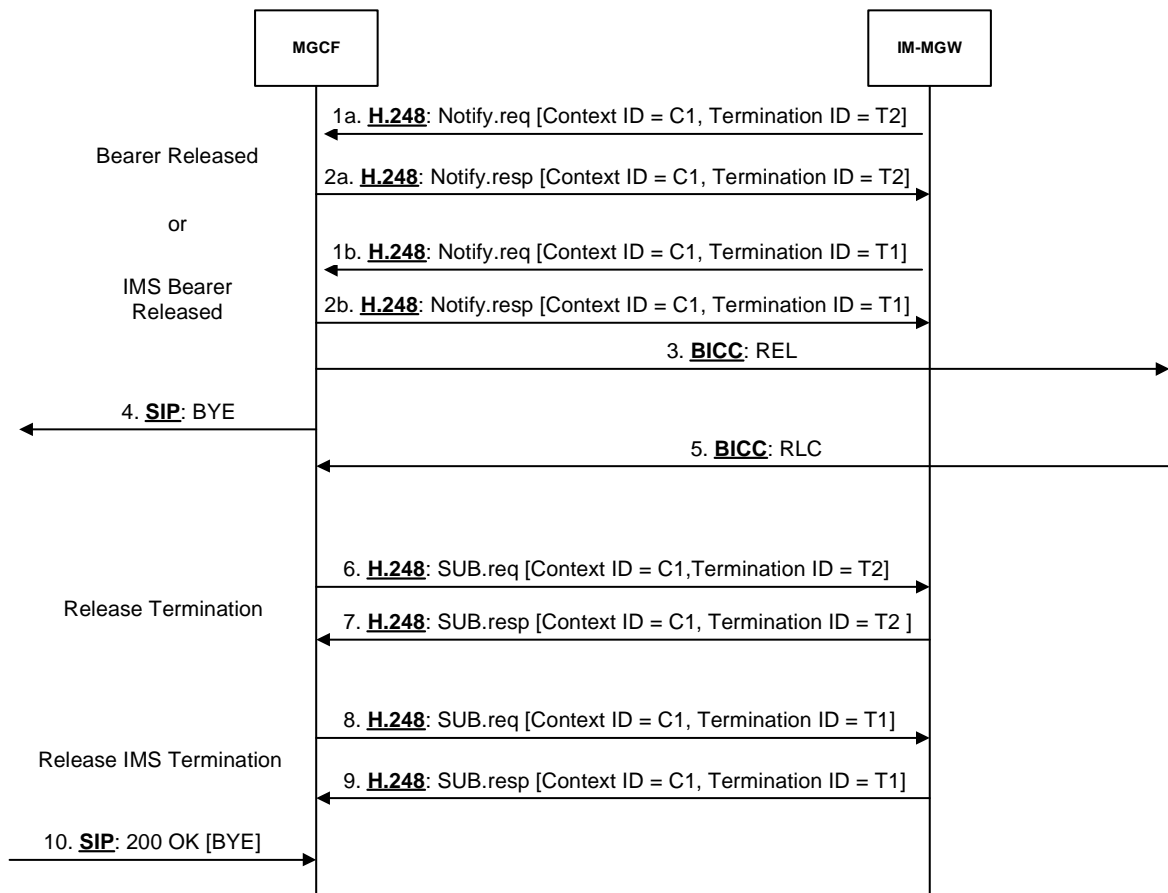 MGCF
IM-MGW
1a. H.248: Notify.req [Context ID = C1, Termination ID = T2]
Bearer Released
2a. H.248: Notify.resp [Context ID = C1, Termination ID = T2]
or
1b. H.248: Notify.req [Context ID = C1, Termination ID = T1]
IMS Bearer
Released
2b. H.248: Notify.resp [Context ID = C1, Termination ID = T1]
3. BICC: REL
4. SIP: BYE
5. BICC: RLC
6. H.248: SUB.req [Context ID = C1,Termination ID = T2]
Release Termination
7. H.248: SUB.resp [Context ID = C1, Termination ID = T2 ]
8. H.248: SUB.req [Context ID = C1, Termination ID = T1]
Release IMS Termination
9. H.248: SUB.resp [Context ID = C1, Termination ID = T1]
10. SIP: 200 OK [BYE]